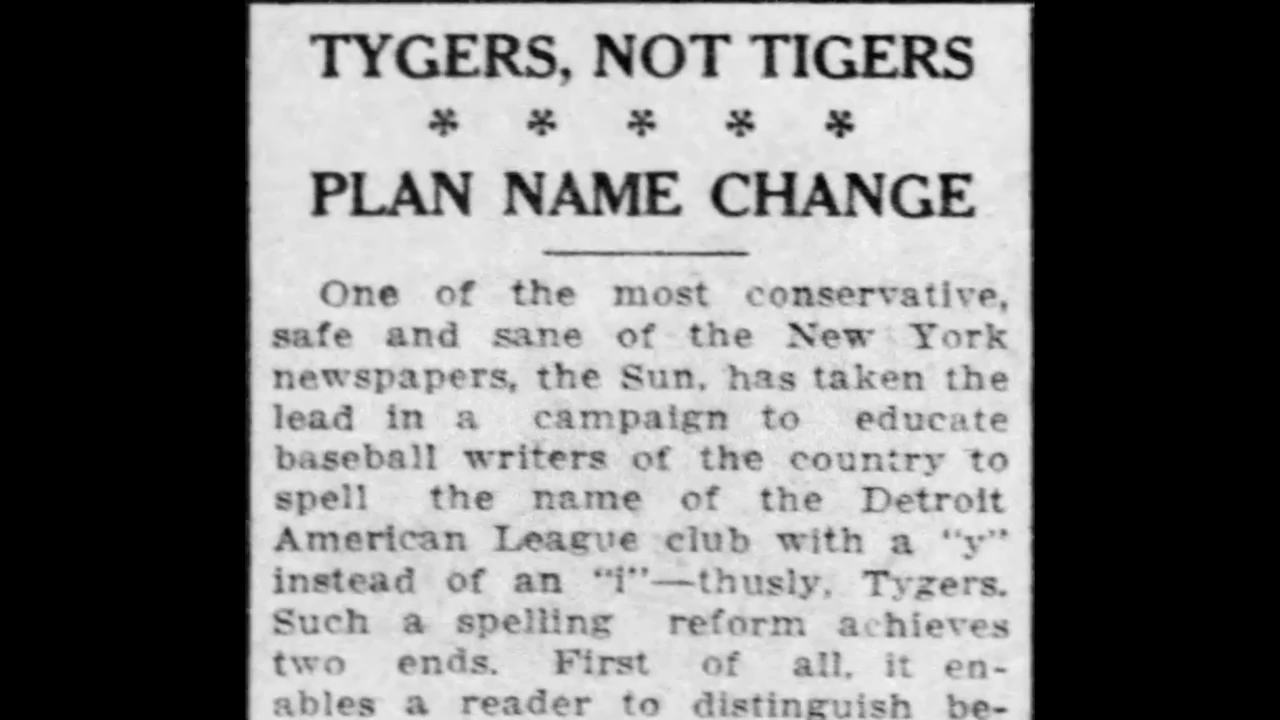 TYGERS, NOT TIGERS
* * * * *
PLAN NAME CHANGE
One of the most conservative,
safe and sane of the New York
newspapers, the Sun, has taken the
lead in a campaign to educate
baseball writers of the country to
spell the name of the Detroit
American League club with a "y"
instead of an "i"—thusly, Tygers.
Such a spelling reform achieves
two ends. First of all, it en-
ables a reader to distinguish be-